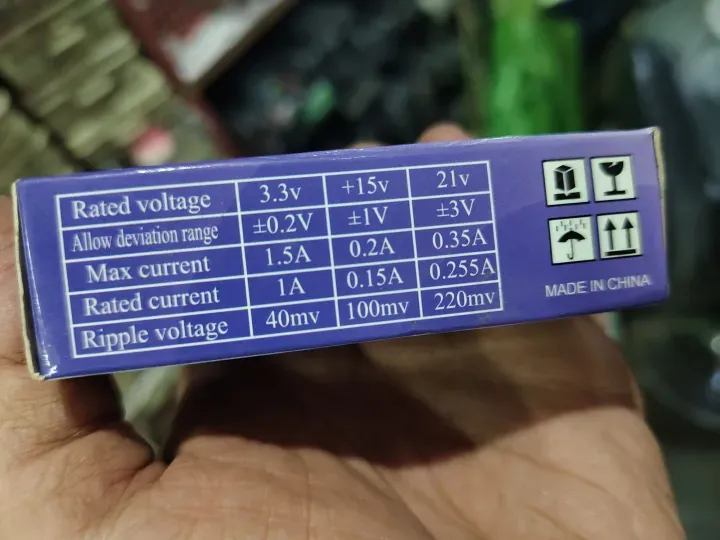 Rated voltage 3.3v +15v 21v
Allow deviation range ±0.2V ±1V ±3V
Max current 1.5A 0.2A 0.35A
Rated current 1A 0.15A 0.255A
Ripple voltage 40mv 100mv 220mv
MADE IN CHINA